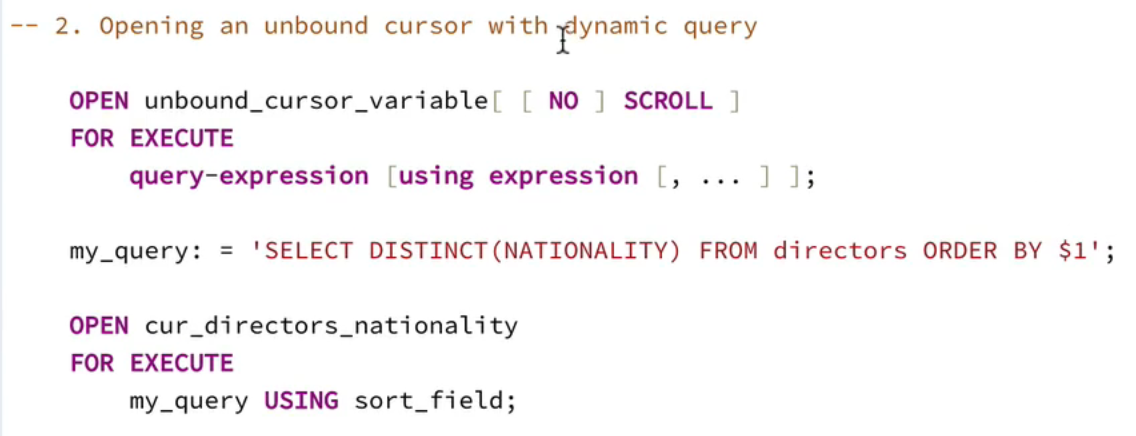 -- 2. Opening an unbound cursor with dynamic query
OPEN unbound_cursor_variable[ [ NO ] SCROLL ]
FOR EXECUTE
query-expression [using expression [, ... ] ];
my_query: = 'SELECT DISTINCT(NATIONALITY) FROM directors ORDER BY $1';
OPEN cur_directors_nationality
FOR EXECUTE
my_query USING sort_field;